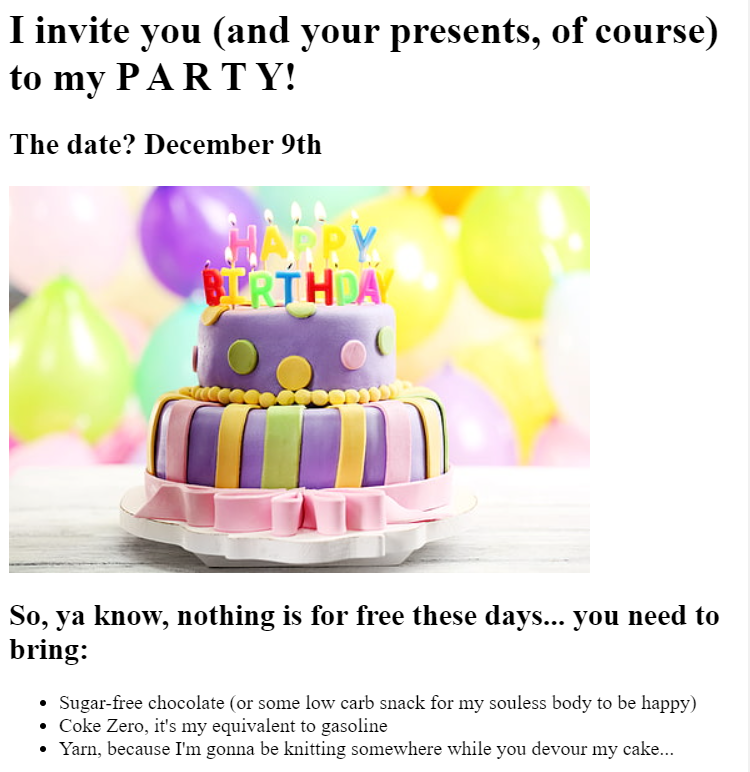 I invite you (and your presents, of course)
to my P A R T Y!
The date? December 9th
HAPPY
BIRTHDAY
So, ya know, nothing is for free these days... you need to
bring:
• Sugar-free chocolate (or some low carb snack for my souless body to be happy)
• Coke Zero, it's my equivalent to gasoline
• Yarn, because I'm gonna be knitting somewhere while you devour my cake...